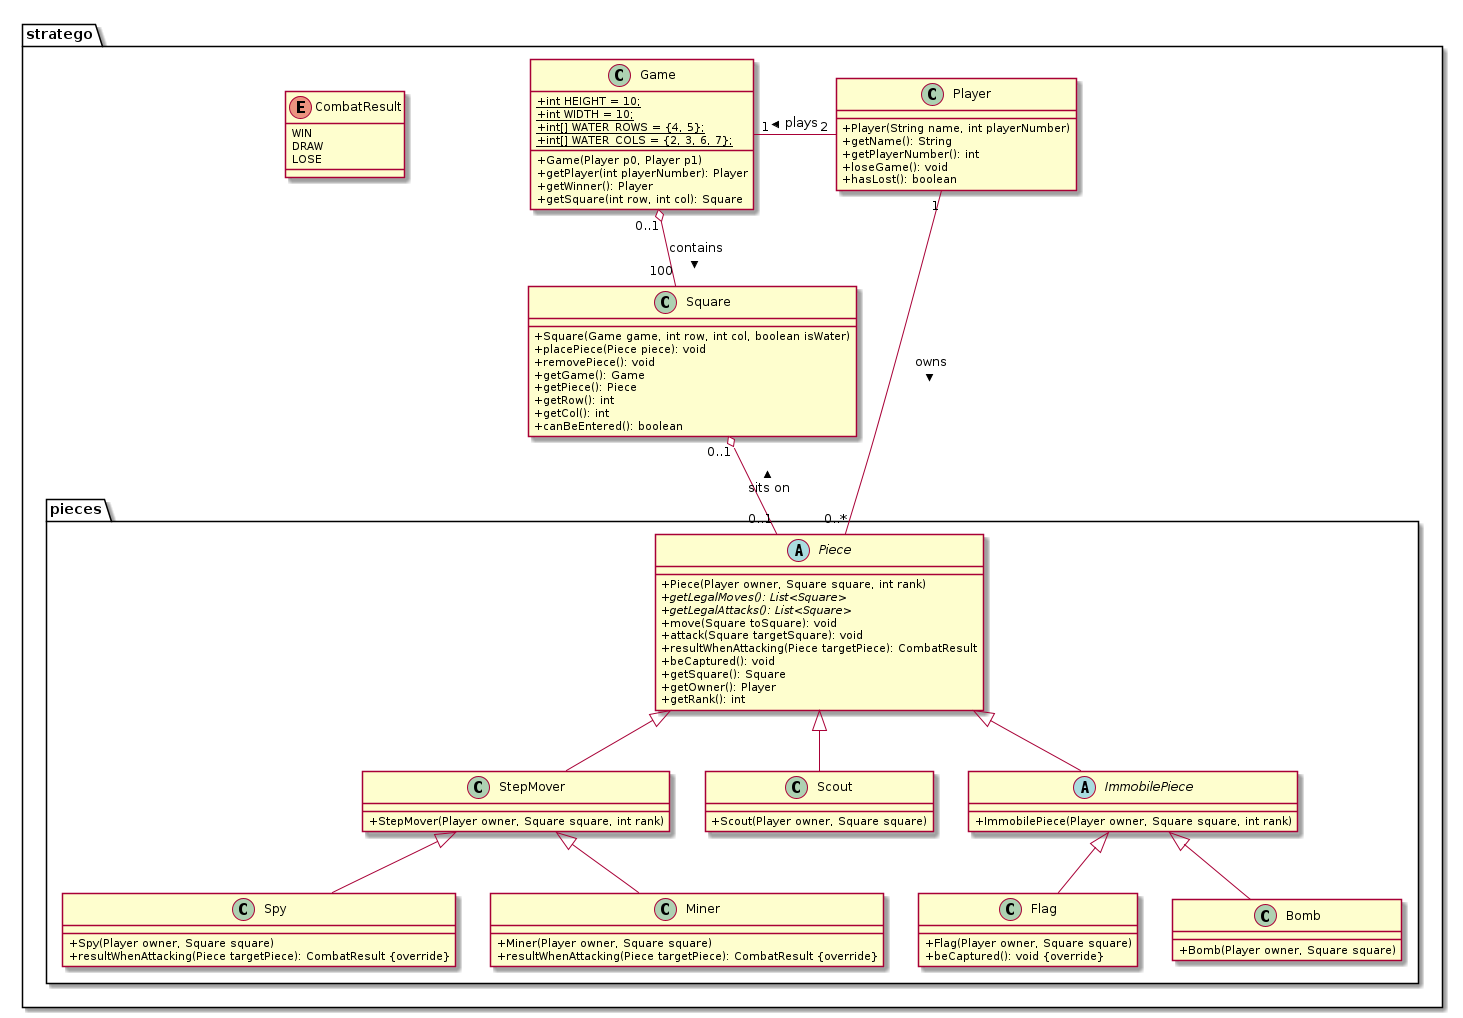 stratego
E CombatResult
WIN
DRAW
LOSE
C Game
+int HEIGHT = 10;
+int WIDTH = 10;
+int[] WATER_ROWS = {4, 5};
+int[] WATER_COLS = {2, 3, 6, 7};
+Game(Player p0, Player p1)
+getPlayer(int playerNumber): Player
+getWinner(): Player
+getSquare(int row, int col): Square
1 ◄ plays 2
C Player
+Player(String name, int playerNumber)
+getName(): String
+getPlayerNumber(): int
+loseGame(): void
+hasLost(): boolean
1
0..1
contains
▼
100
C Square
+Square(Game game, int row, int col, boolean isWater)
+placePiece(Piece piece): void
+removePiece(): void
+getGame(): Game
+getPiece(): Piece
+getRow(): int
+getCol(): int
+canBeEntered(): boolean
owns
▼
0..1
▲
sits on
0..1
0..*
pieces
A Piece
+Piece(Player owner, Square square, int rank)
+getLegalMoves(): List<Square>
+getLegalAttacks(): List<Square>
+move(Square toSquare): void
+attack(Square targetSquare): void
+resultWhenAttacking(Piece targetPiece): CombatResult
+beCaptured(): void
+getSquare(): Square
+getOwner(): Player
+getRank(): int
C StepMover
+StepMover(Player owner, Square square, int rank)
C Scout
+Scout(Player owner, Square square)
A ImmobilePiece
+ImmobilePiece(Player owner, Square square, int rank)
C Spy
+Spy(Player owner, Square square)
+resultWhenAttacking(Piece targetPiece): CombatResult {override}
C Miner
+Miner(Player owner, Square square)
+resultWhenAttacking(Piece targetPiece): CombatResult {override}
C Flag
+Flag(Player owner, Square square)
+beCaptured(): void {override}
C Bomb
+Bomb(Player owner, Square square)